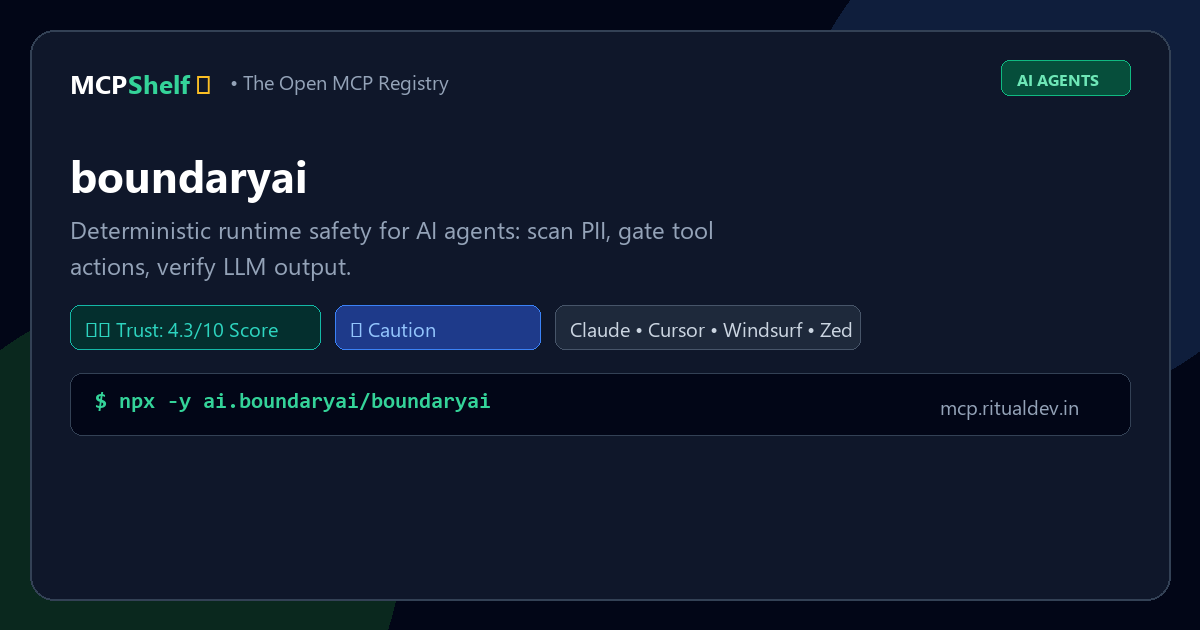 MCPShelf • The Open MCP Registry
AI AGENTS
boundaryai
Deterministic runtime safety for AI agents: scan PII, gate tool
actions, verify LLM output.
Trust: 4.3/10 Score
Caution
Claude • Cursor • Windsurf • Zed
$ npx -y ai.boundaryai/boundaryai
mcp.ritualdev.in